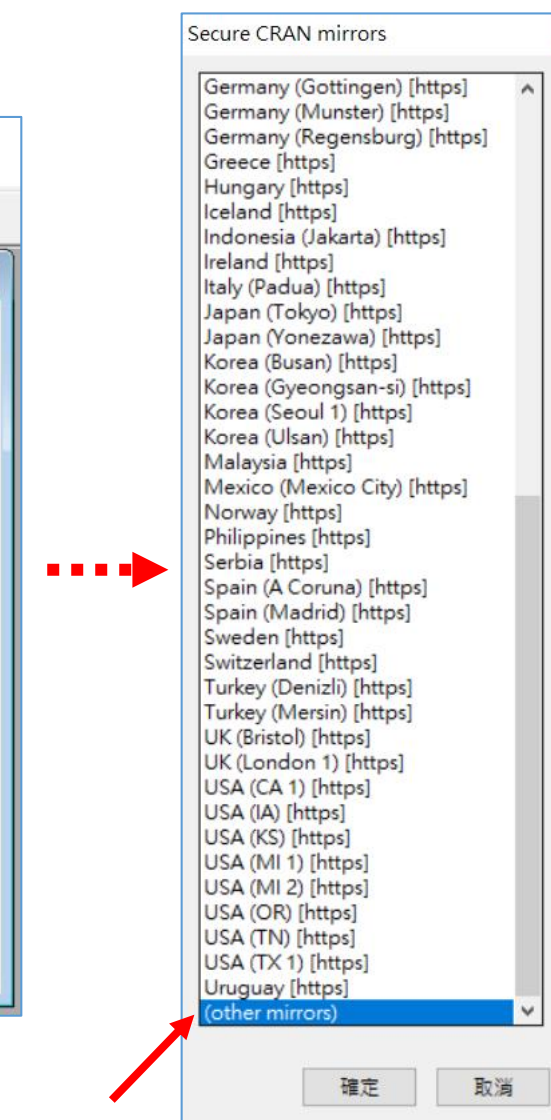 Secure CRAN mirrors
Germany (Gottingen) [https]
Germany (Munster) [https]
Germany (Regensburg) [https]
Greece [https]
Hungary [https]
Iceland [https]
Indonesia (Jakarta) [https]
Ireland [https]
Italy (Padua) [https]
Japan (Tokyo) [https]
Japan (Yonezawa) [https]
Korea (Busan) [https]
Korea (Gyeongsan-si) [https]
Korea (Seoul 1) [https]
Korea (Ulsan) [https]
Malaysia [https]
Mexico (Mexico City) [https]
Norway [https]
Philippines [https]
Serbia [https]
Spain (A Coruna) [https]
Spain (Madrid) [https]
Sweden [https]
Switzerland [https]
Turkey (Denizli) [https]
Turkey (Mersin) [https]
UK (Bristol) [https]
UK (London 1) [https]
USA (CA 1) [https]
USA (IA) [https]
USA (KS) [https]
USA (MI 1) [https]
USA (MI 2) [https]
USA (OR) [https]
USA (TN) [https]
USA (TX 1) [https]
Uruguay [https]
(other mirrors)
確定 取消